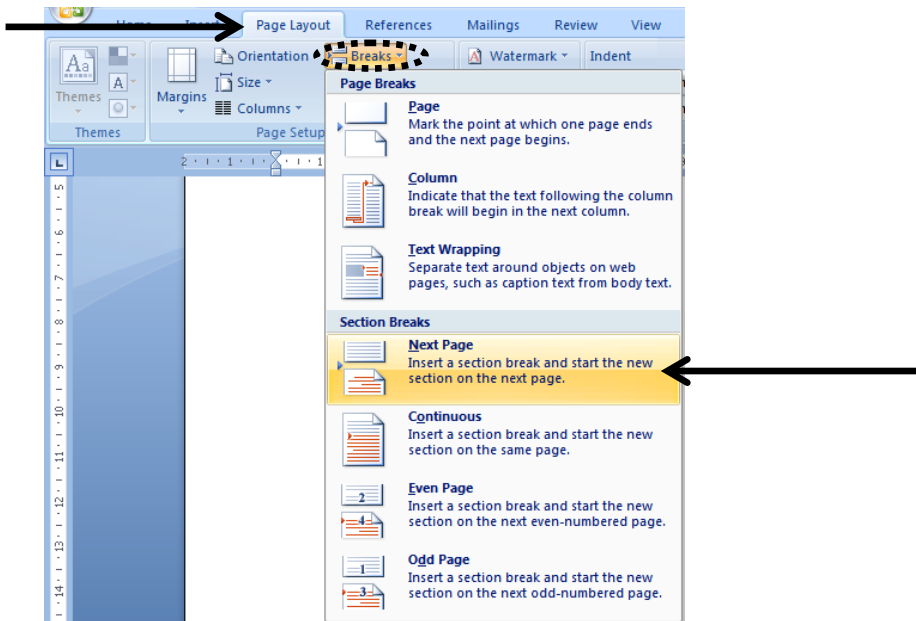 Page Layout References Mailings Review View
Orientation Breaks Watermark Indent
Themes Margins Size
Columns
Themes Page Setup
Page Breaks
Page
Mark the point at which one page ends
and the next page begins.
Column
Indicate that the text following the column
break will begin in the next column.
Text Wrapping
Separate text around objects on web
pages, such as caption text from body text.
Section Breaks
Next Page
Insert a section break and start the new
section on the next page.
Continuous
Insert a section break and start the new
section on the same page.
Even Page
Insert a section break and start the new
section on the next even-numbered page.
Odd Page
Insert a section break and start the new
section on the next odd-numbered page.